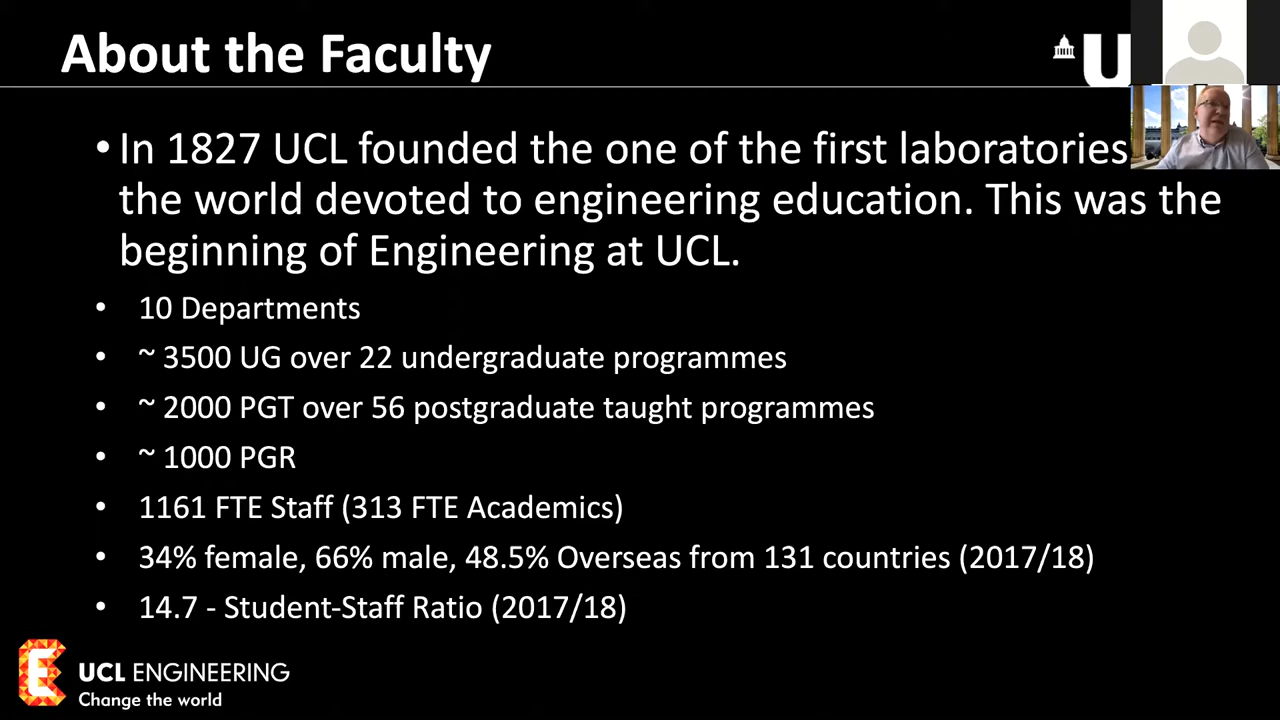 About the Faculty
U
• In 1827 UCL founded the one of the first laboratories
the world devoted to engineering education. This was the
beginning of Engineering at UCL.
• 10 Departments
• ~ 3500 UG over 22 undergraduate programmes
• ~ 2000 PGT over 56 postgraduate taught programmes
• ~ 1000 PGR
• 1161 FTE Staff (313 FTE Academics)
• 34% female, 66% male, 48.5% Overseas from 131 countries (2017/18)
• 14.7 - Student-Staff Ratio (2017/18)
UCL ENGINEERING
Change the world